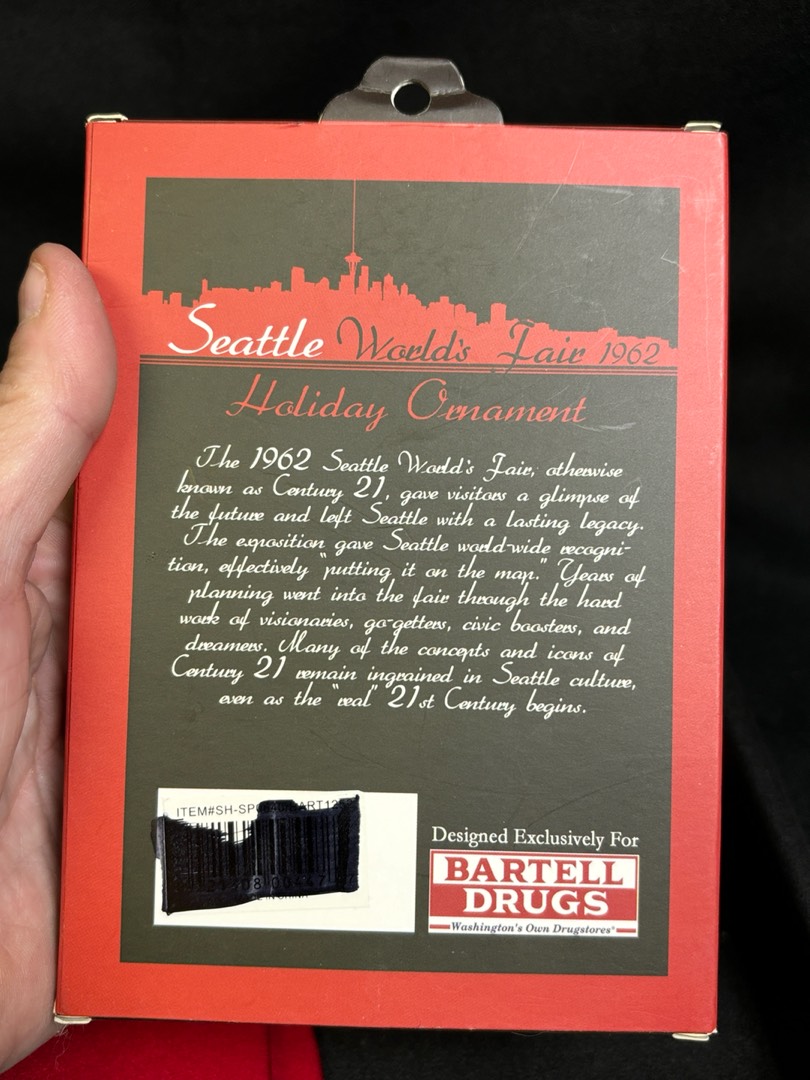 Seattle World's Fair 1962
Holiday Ornament
The 1962 Seattle World's Fair, otherwise
known as Century 21, gave visitors a glimpse of
the future and left Seattle with a lasting legacy.
The exposition gave Seattle world-wide recogni-
tion, effectively "putting it on the map." Years of
planning went into the fair through the hard
work of visionaries, go-getters, civic boosters, and
dreamers. Many of the concepts and icons of
Century 21 remain ingrained in Seattle culture,
even as the "real" 21st Century begins.
Designed Exclusively For
BARTELL
DRUGS
Washington's Own Drugstores®